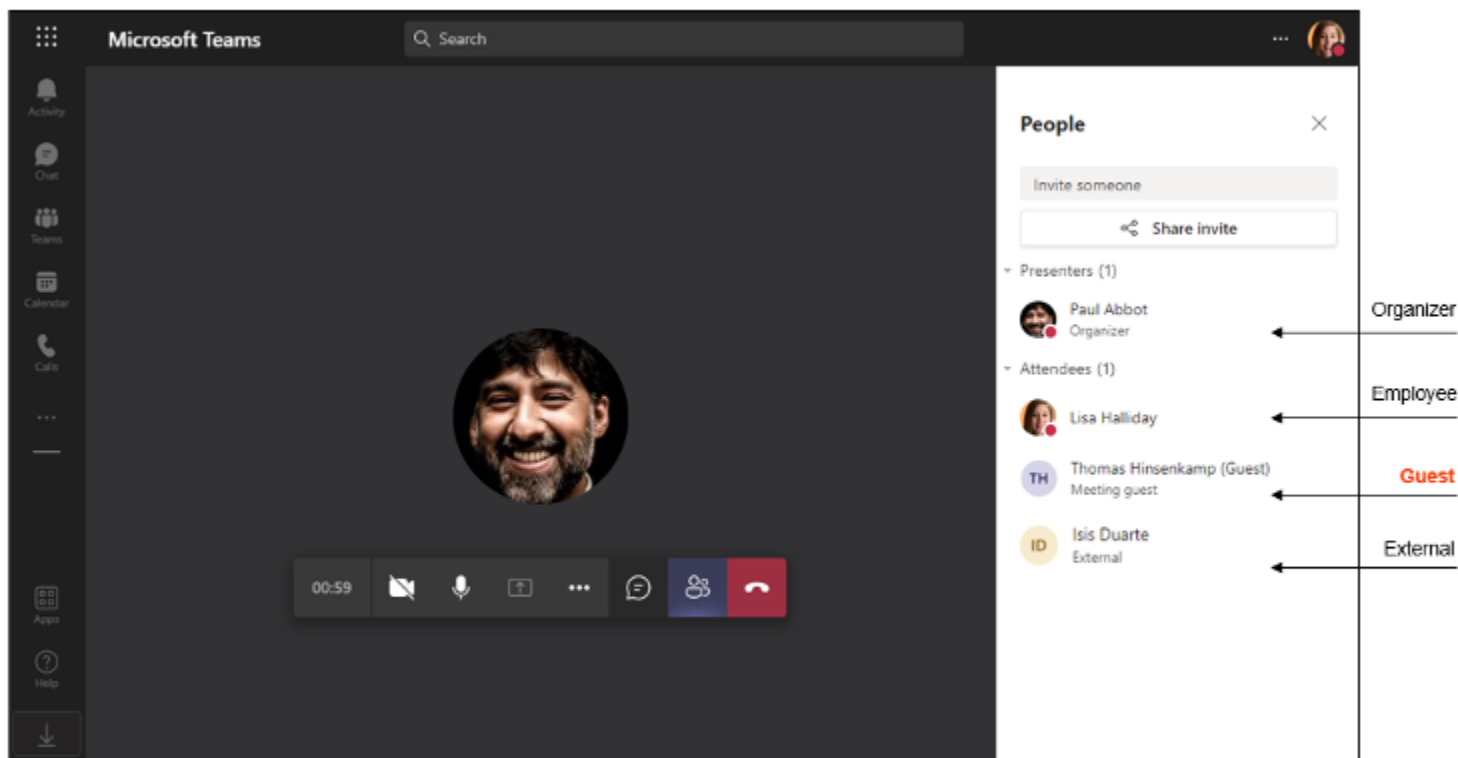 Microsoft Teams
Search
Activity
Chat
Teams
Calendar
Calls
Apps
Help
00:59
People
Invite someone
Share invite
Presenters (1)
Paul Abbot
Organizer
Attendees (1)
Lisa Halliday
TH
Thomas Hinsenkamp (Guest)
Meeting guest
ID
Isis Duarte
External
Organizer
Employee
Guest
External